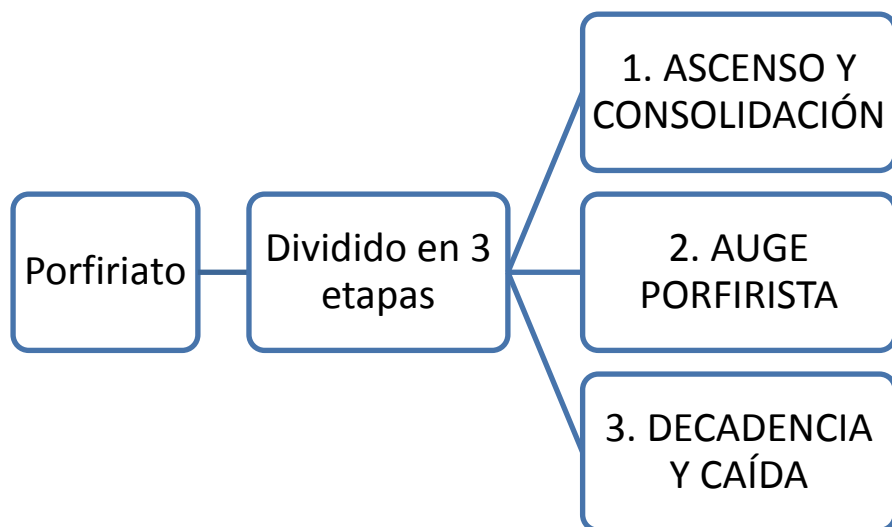 Porfiriato
Dividido en 3
etapas
1. ASCENSO Y
CONSOLIDACIÓN
2. AUGE
PORFIRISTA
3. DECADENCIA
Y CAÍDA